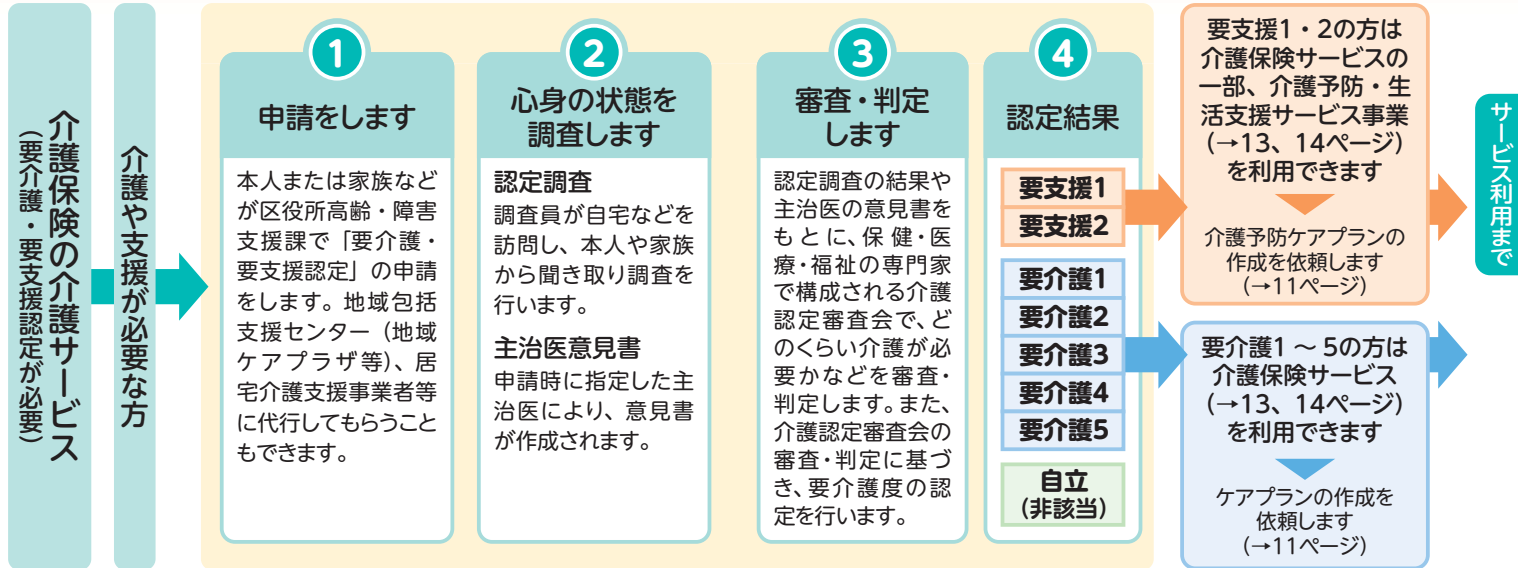 介護保険の介護サービス
（要介護・要支援認定が必要）
介護や支援が必要な方
1
申請をします
本人または家族など
が区役所高齢・障害
支援課で「要介護・
要支援認定」の申請
をします。地域包括
支援センター（地域
ケアプラザ等）、居
宅介護支援事業者等
に代行してもらうこと
もできます。
2
心身の状態を
調査します
認定調査
調査員が自宅などを
訪問し、本人や家族
から聞き取り調査を
行います。
主治医意見書
申請時に指定した主
治医により、意見書
が作成されます。
3
審査・判定
します
認定調査の結果や
主治医の意見書を
もとに、保健・医
療・福祉の専門家
で構成される介護
認定審査会で、ど
のくらい介護が必
要かなどを審査・
判定します。また、
介護認定審査会の
審査・判定に基づ
き、要介護度の認
定を行います。
4
認定結果
要支援1
要支援2
要介護1
要介護2
要介護3
要介護4
要介護5
自立
（非該当）
要支援1・2の方は
介護保険サービスの
一部、介護予防・生
活支援サービス事業
（→13、14ページ）
を利用できます
介護予防ケアプランの
作成を依頼します
（→11ページ）
要介護1～5の方は
介護保険サービス
（→13、14ページ）
を利用できます
ケアプランの作成を
依頼します
（→11ページ）
サービス利用まで